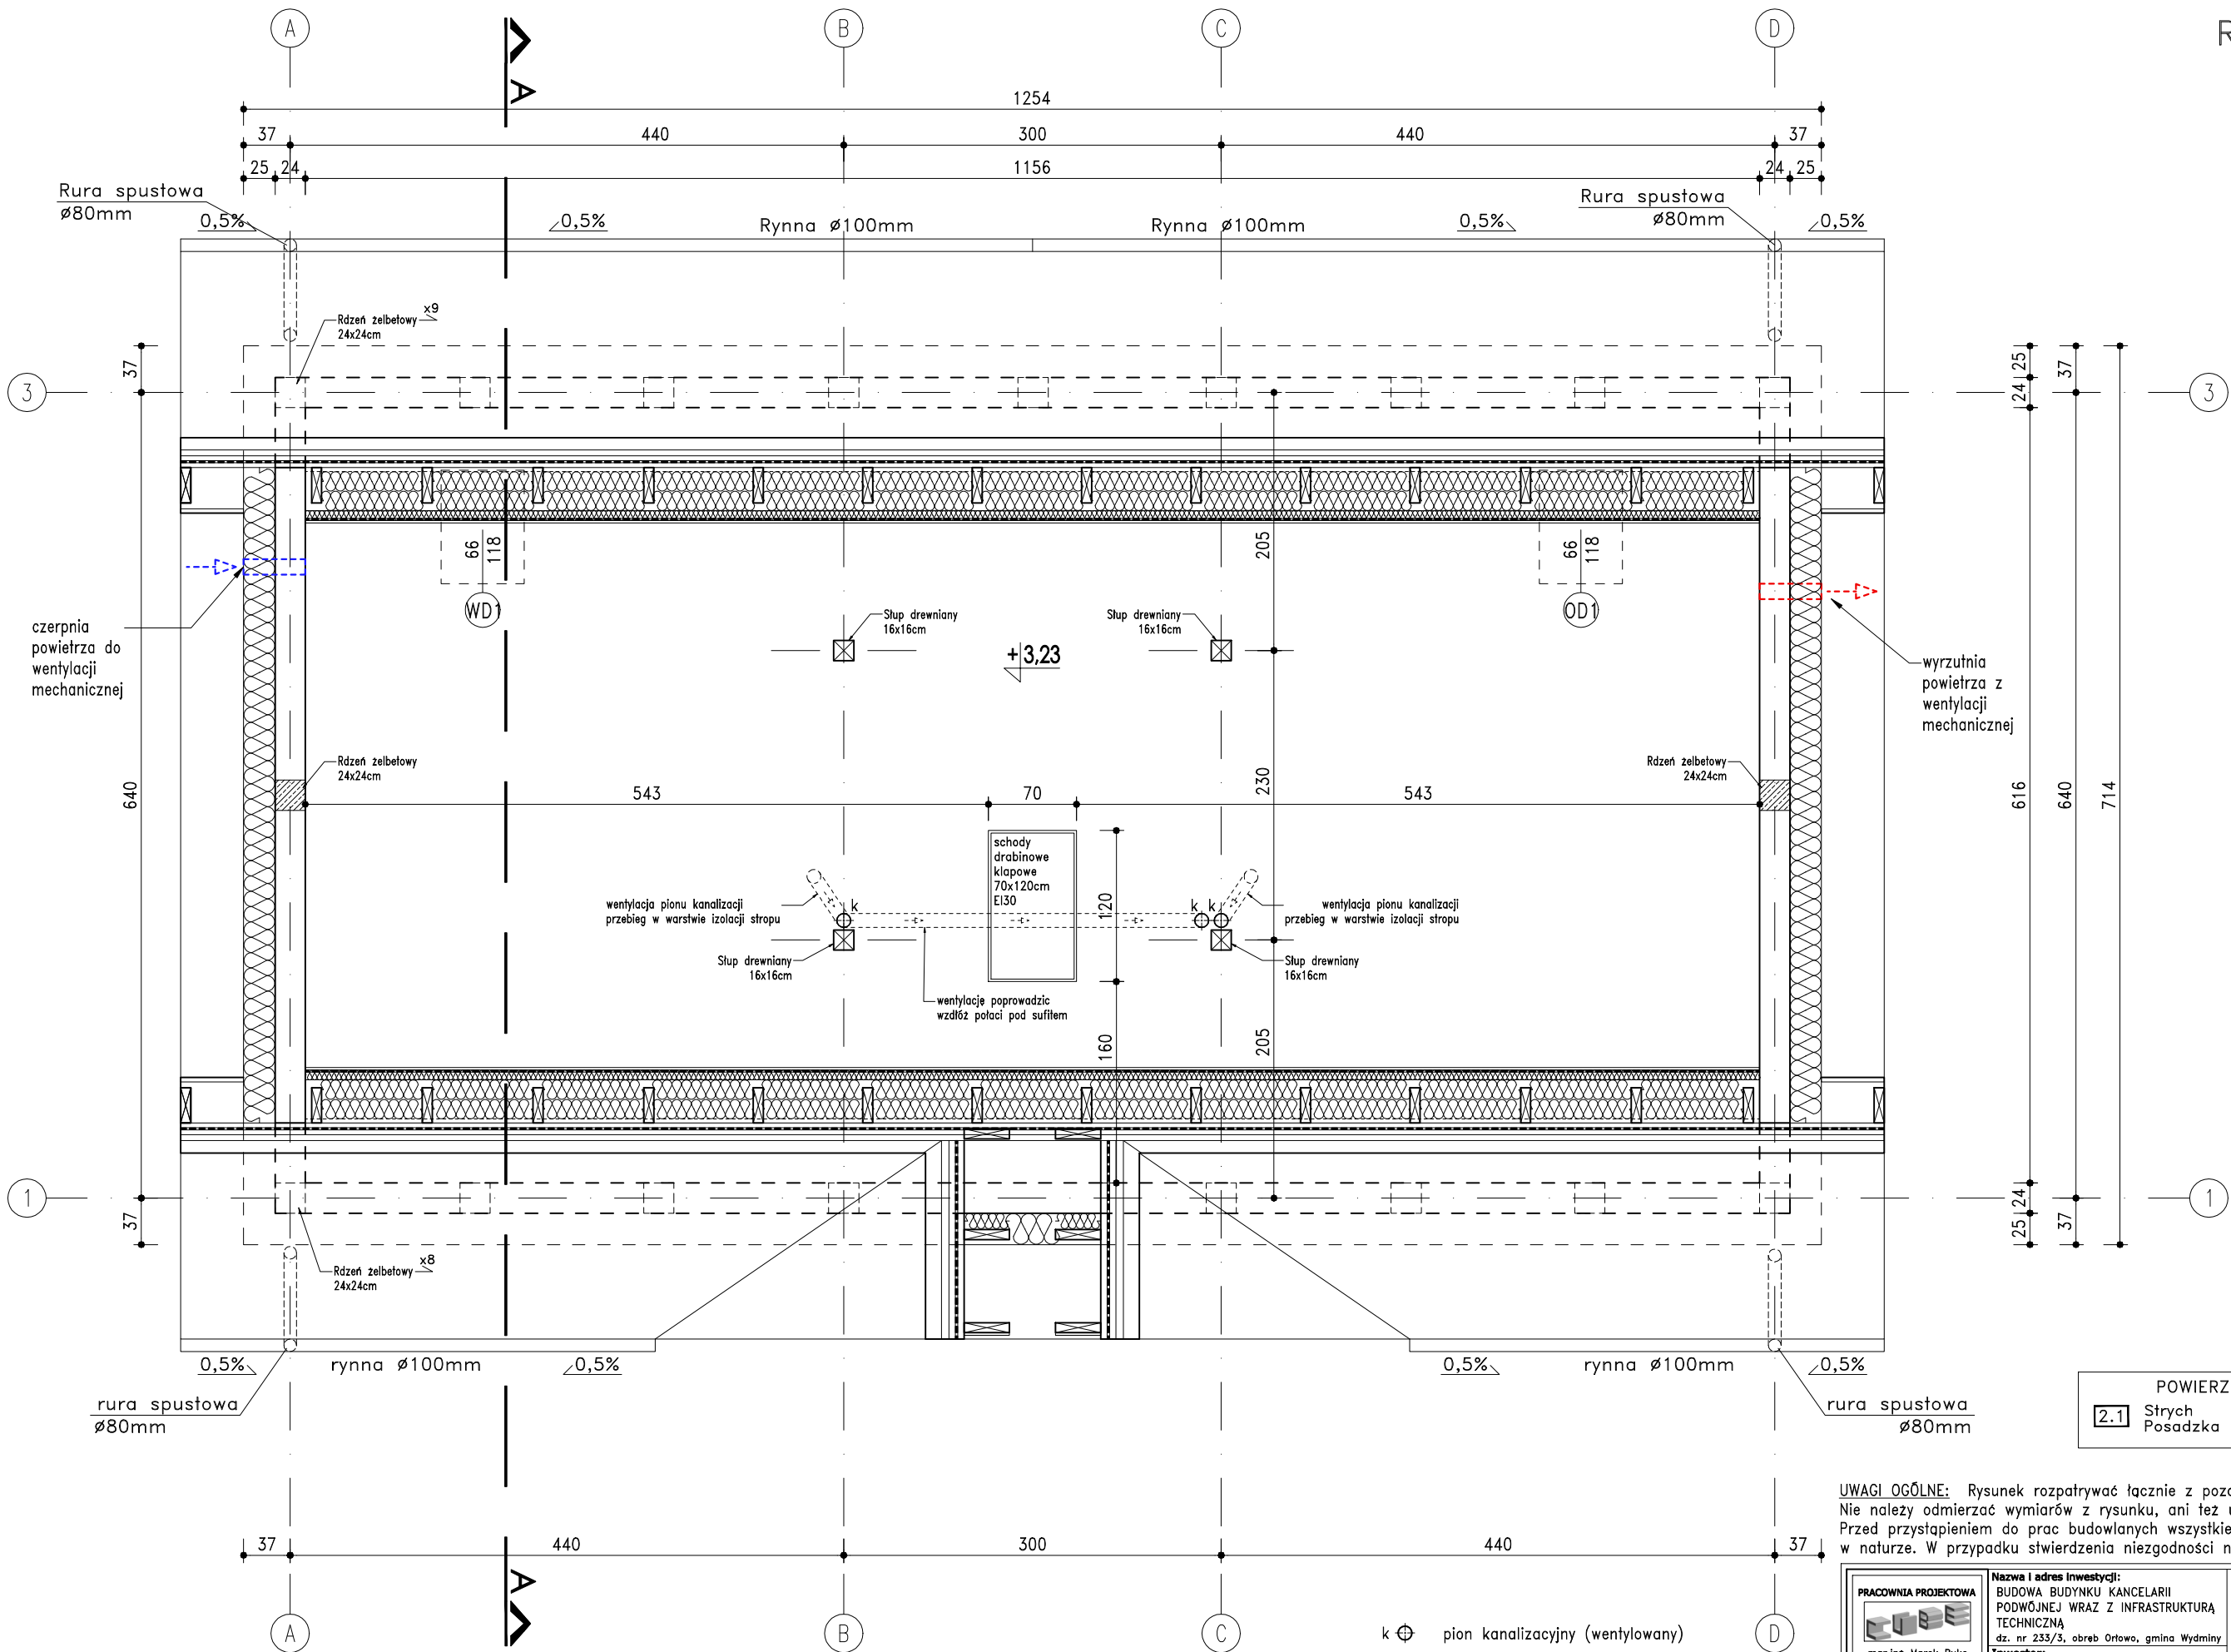 A
B
C
D
R
A
1254
37
440
300
440
37
25
24
1156
24
25
Rura spustowa
ø80mm
0,5%
0,5%
Rynna ø100mm
Rynna ø100mm
0,5%
Rura spustowa
ø80mm
0,5%
Rdzeń żelbetowy x9
24x24cm
37
3
3
25
24
37
66
118
WD1
205
66
118
OD1
czerpnia
powietrza do
wentylacji
mechanicznej
Słup drewniany
16x16cm
Słup drewniany
16x16cm
+3,23
wyrzutnia
powietrza z
wentylacji
mechanicznej
Rdzeń żelbetowy
24x24cm
Rdzeń żelbetowy
24x24cm
640
543
70
543
230
616
640
714
schody
drabinowe
klapowe
70x120cm
EI30
120
wentylacja pionu kanalizacji
przebieg w warstwie izolacji stropu
k
k k
wentylacja pionu kanalizacji
przebieg w warstwie izolacji stropu
Słup drewniany
16x16cm
Słup drewniany
16x16cm
wentylację poprowadzic
wzdłóż połaci pod sufitem
160
205
1
1
37
24
25
37
Rdzeń żelbetowy x8
24x24cm
0,5%
rynna ø100mm
0,5%
0,5%
rynna ø100mm
0,5%
rura spustowa
ø80mm
rura spustowa
ø80mm
POWIERZ
2.1 Strych
Posadzka
UWAGI OGÓLNE: Rysunek rozpatrywać łącznie z pozo
Nie należy odmierzać wymiarów z rysunku, ani też u
Przed przystąpieniem do prac budowlanych wszystkie
w naturze. W przypadku stwierdzenia niezgodności n
37
440
300
440
37
A
A
B
C
D
k pion kanalizacyjny (wentylowany)
PRACOWNIA PROJEKTOWA
CUBE
Nazwa i adres inwestycji:
BUDOWA BUDYNKU KANCELARII
PODWÓJNEJ WRAZ Z INFRASTRUKTURĄ
TECHNICZNĄ
dz. nr 233/3, obręb Orłowo, gmina Wydminy